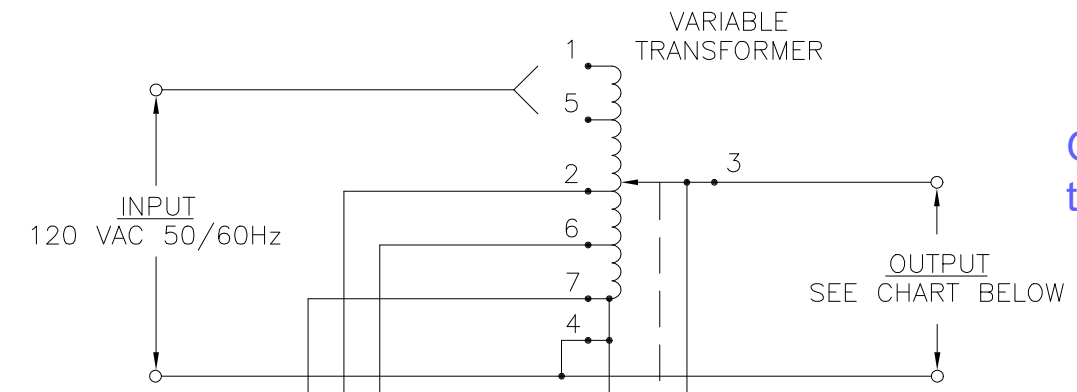 VARIABLE
TRANSFORMER
1
5
2
3
6
7
4
INPUT
120 VAC 50/60Hz
OUTPUT
SEE CHART BELOW